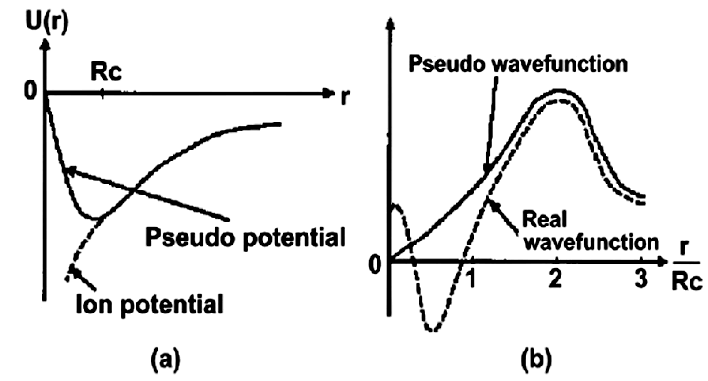 U(r)
0
Rc
r
Pseudo potential
Ion potential
(a)
Pseudo wavefunction
Real
wavefunction
0
1
2
3
r
Rc
(b)